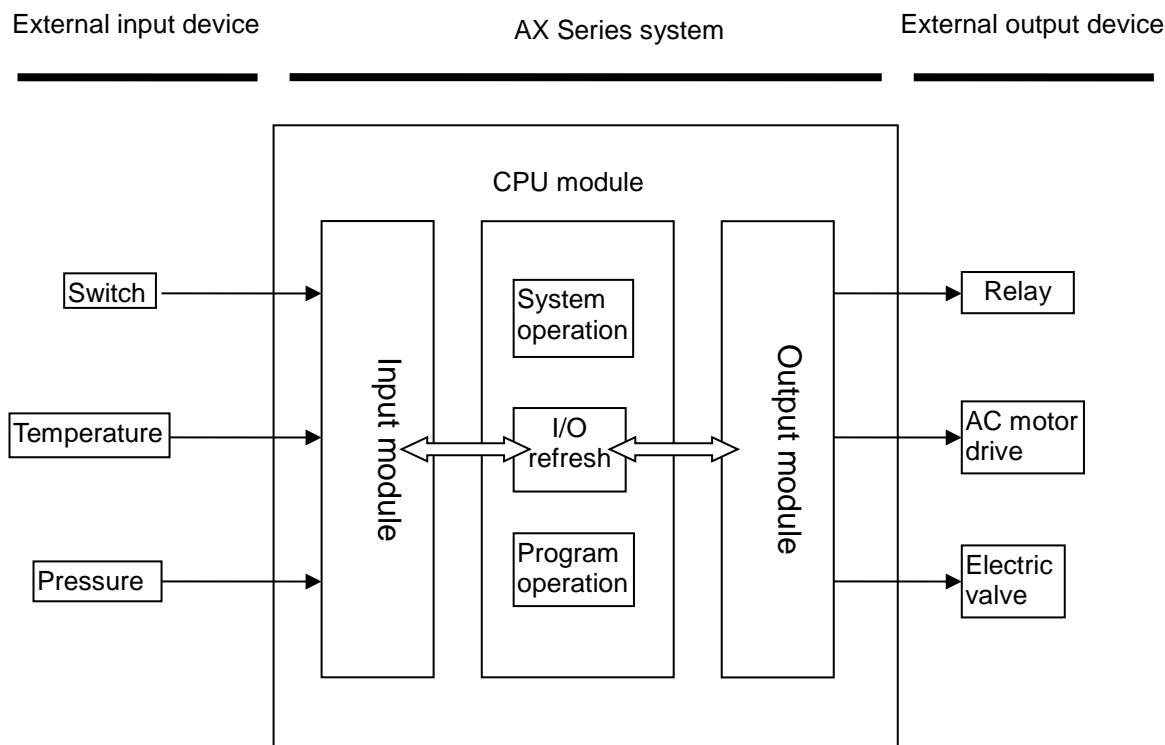 External input device
AX Series system
External output device
CPU module
Switch
Temperature
Pressure
Input module
System
operation
I/O
refresh
Program
operation
Output module
Relay
AC motor
drive
Electric
valve